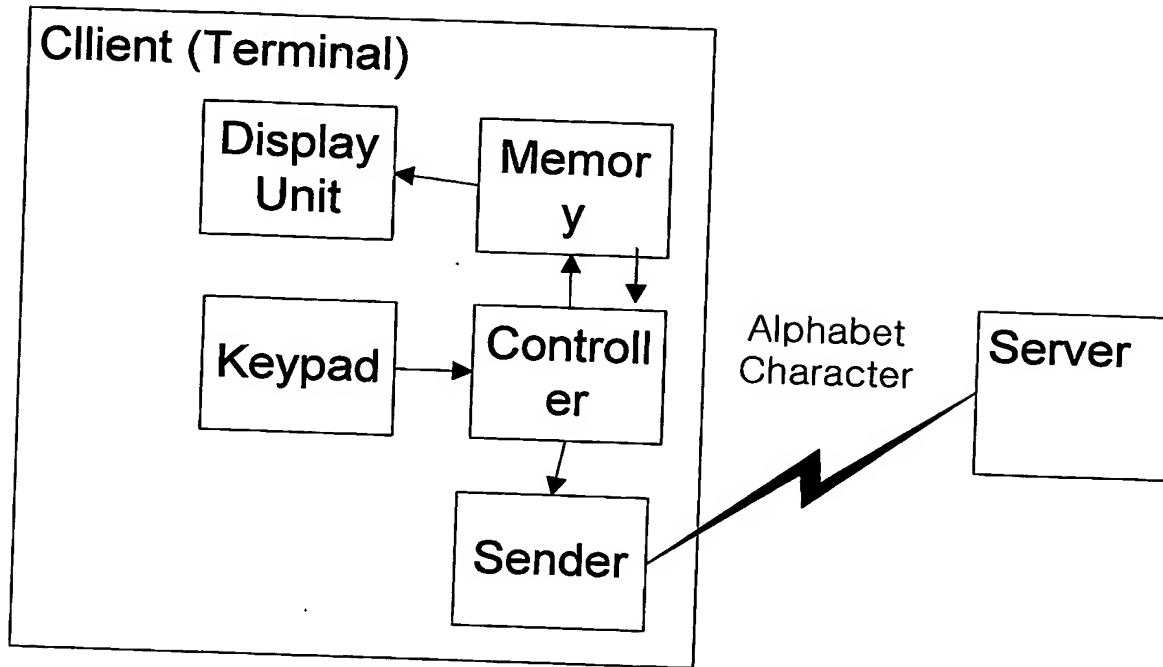 Cllient (Terminal)
Display
Unit
Memor
y
Keypad
Controll
er
Alphabet
Character
Server
Sender